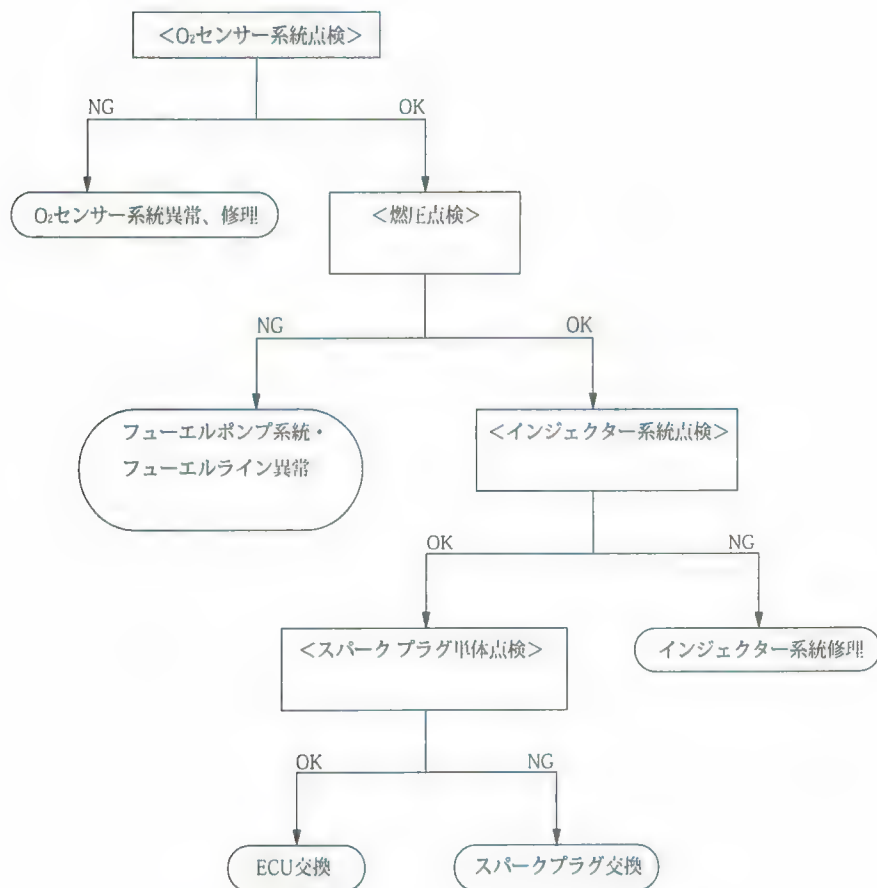 <O₂センサー系統点検>
NG
OK
O₂センサー系統異常、修理
<燃圧点検>
NG
OK
フューエルポンプ系統・
フューエルライン異常
<インジェクター系統点検>
OK
NG
<スパーク プラグ単体点検>
インジェクター系統修理
OK
NG
ECU交換
スパークプラグ交換